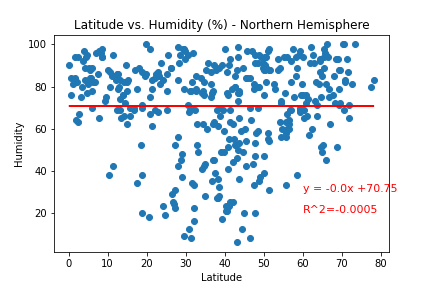 Latitude vs. Humidity (%) - Northern Hemisphere
100
80
60
40
20
Humidity
y = -0.0x +70.75
R^2=-0.0005
0 10 20 30 40 50 60 70 80
Latitude